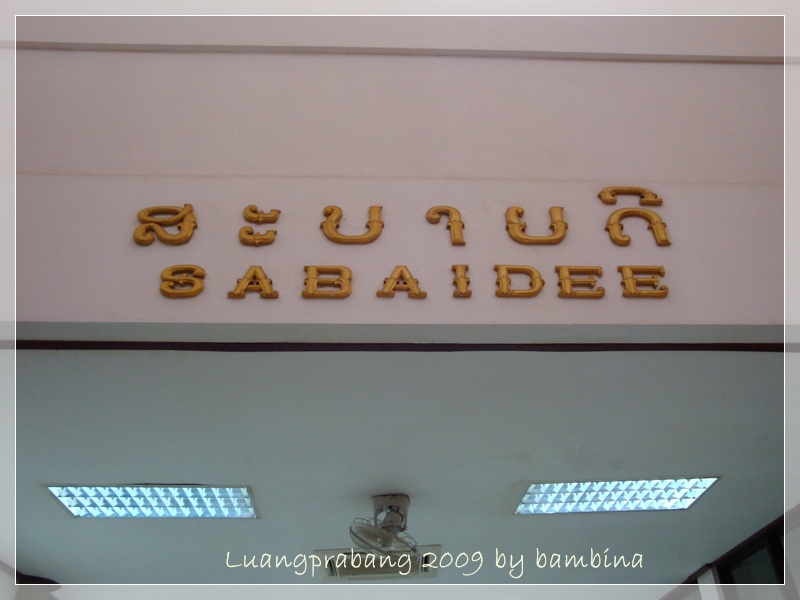 ສະບາຍດີ
SABAIDEE
Luangprabang 2009 by bambina